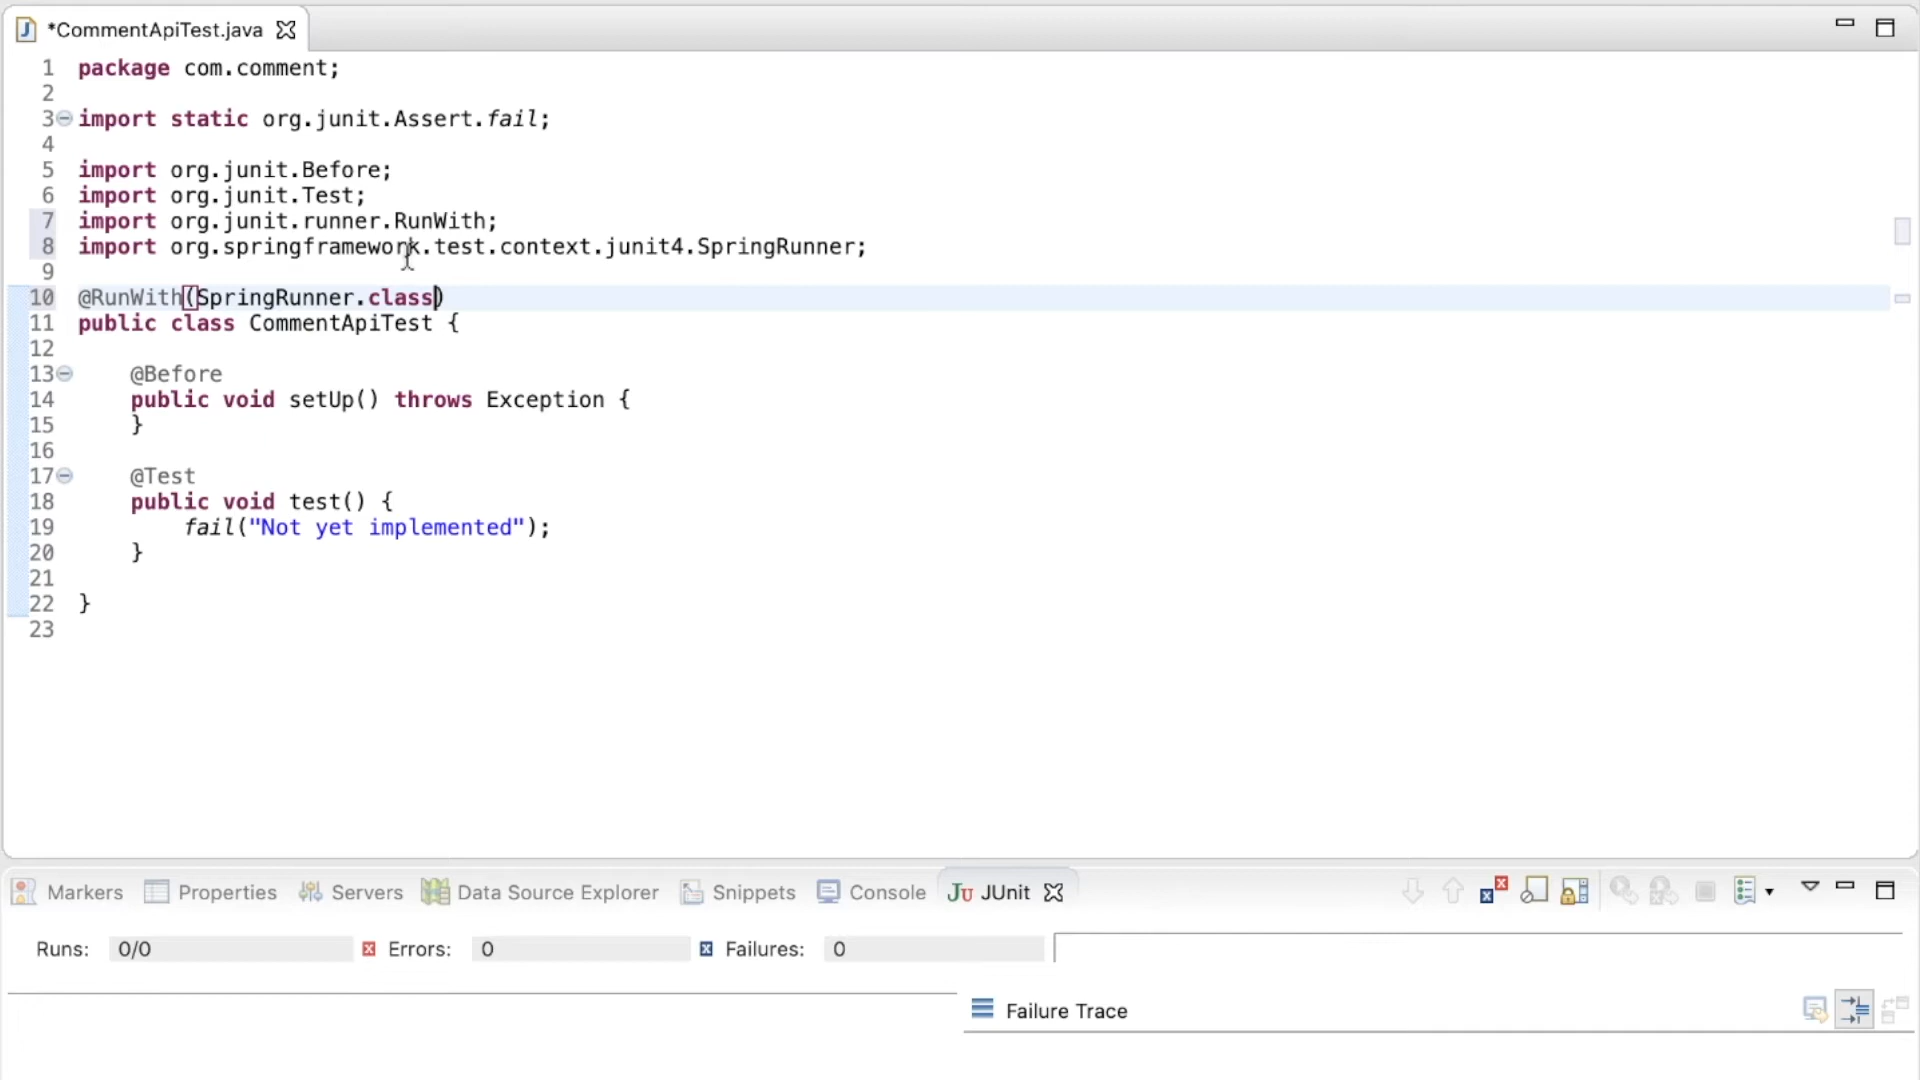 *CommentApiTest.java
1 package com.comment;
2
3 import static org.junit.Assert.fail;
4
5 import org.junit.Before;
6 import org.junit.Test;
7 import org.junit.runner.RunWith;
8 import org.springframework.test.context.junit4.SpringRunner;
9
10 @RunWith(SpringRunner.class)
11 public class CommentApiTest {
12
13 @Before
14 public void setUp() throws Exception {
15 }
16
17 @Test
18 public void test() {
19 fail("Not yet implemented");
20 }
21
22 }
23
Markers Properties Servers Data Source Explorer Snippets Console JU JUnit
Runs: 0/0 Errors: 0 Failures: 0
Failure Trace